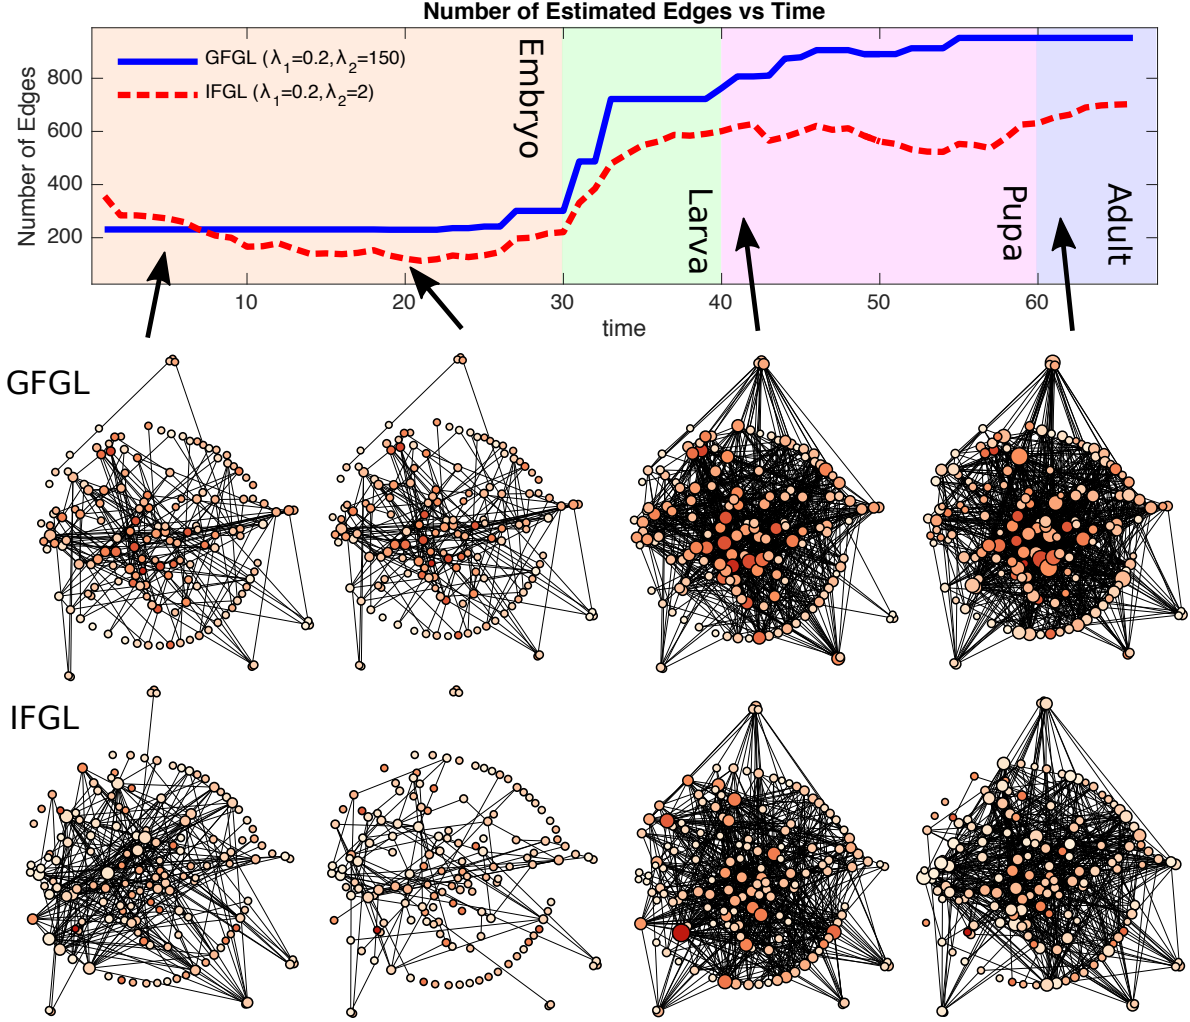 Number of Estimated Edges vs Time
GFGL (λ1=0.2,λ2=150)
IFGL (λ1=0.2,λ2=2)
Number of Edges
800
600
400
200
Embryo
Larva
Pupa
Adult
10
20
30
40
50
60
time
GFGL
IFGL